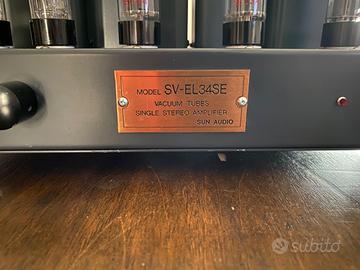 MODEL SV-EL34SE
VACUUM TUBES
SINGLE STEREO AMPLIFIER
SUN AUDIO
subito